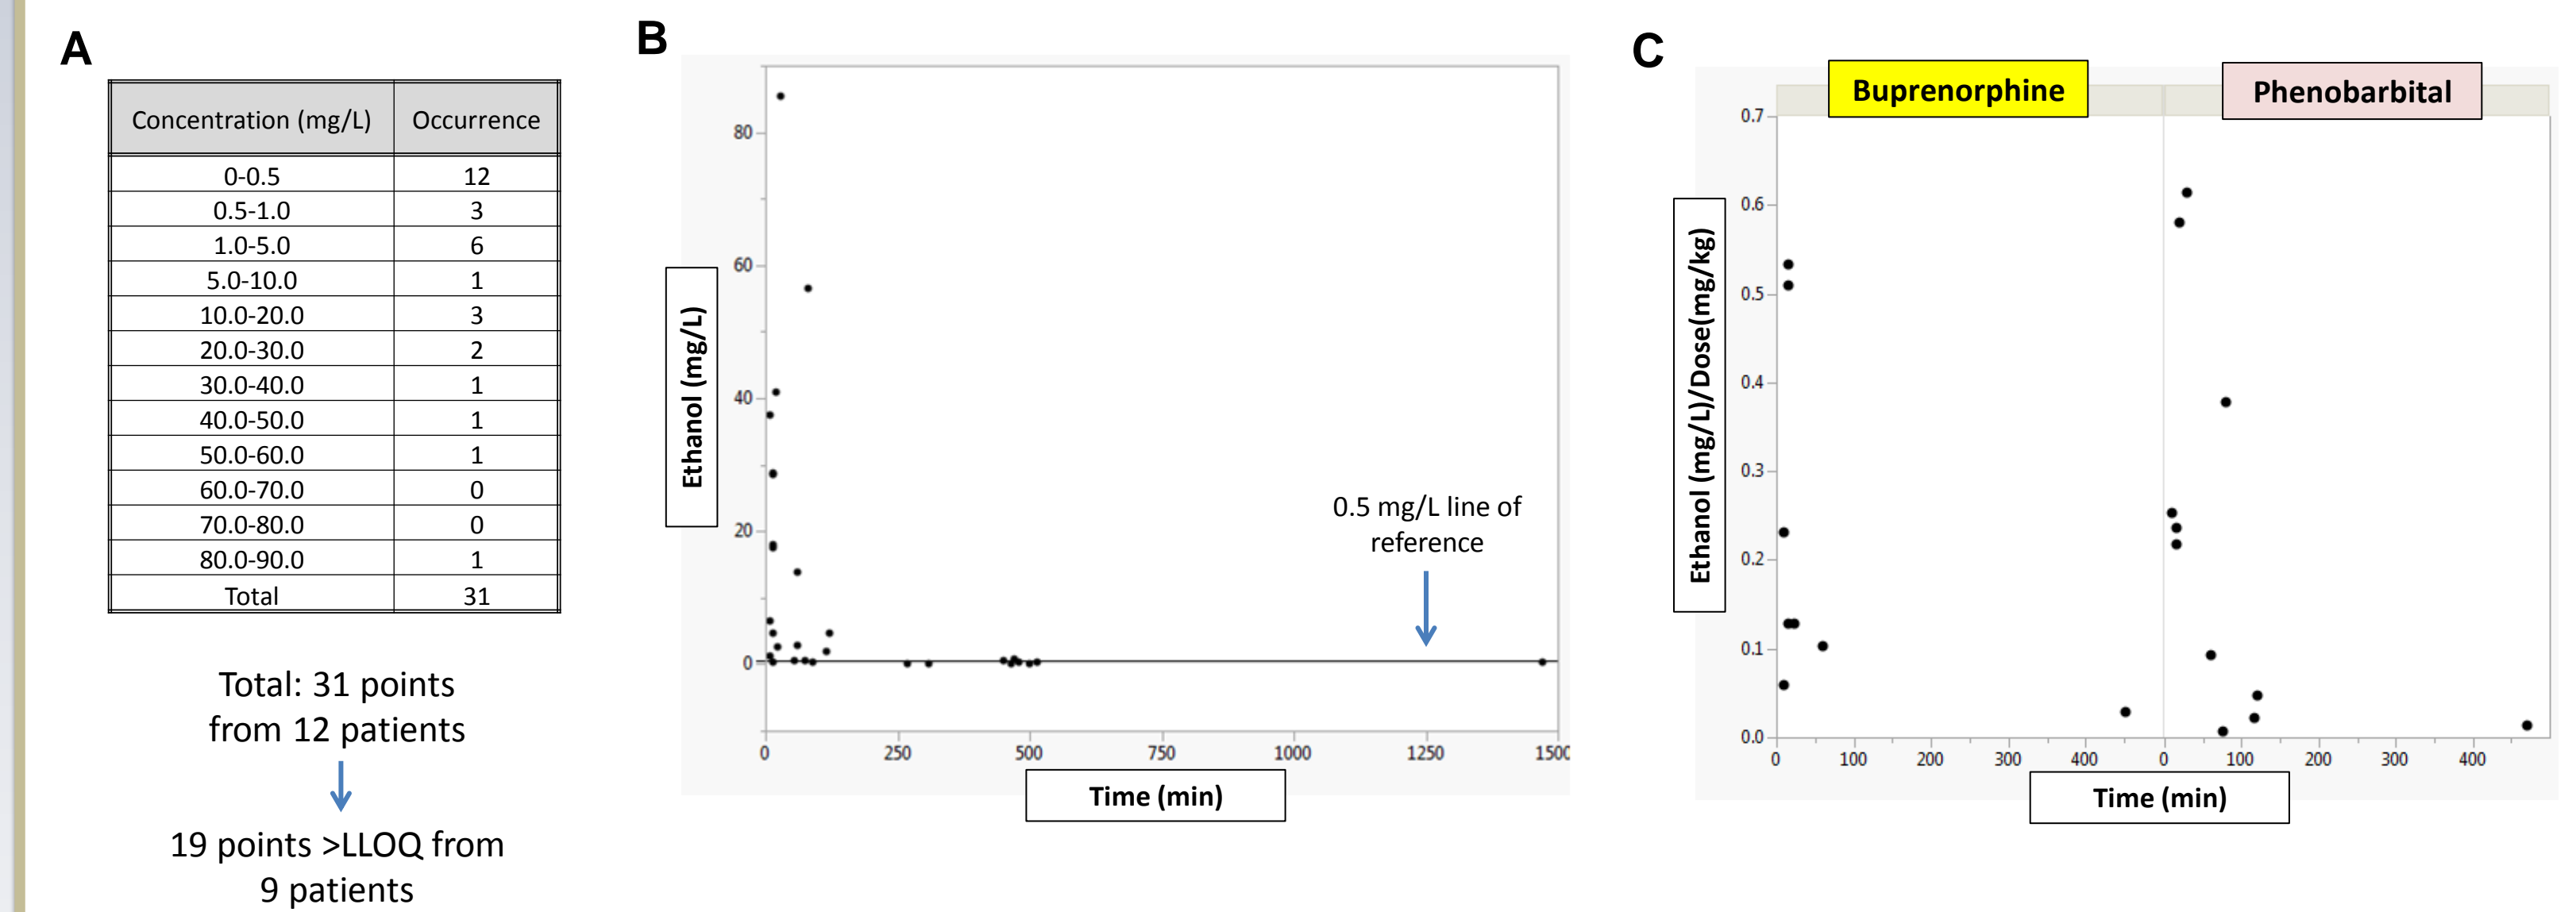 A
Concentration (mg/L) Occurrence
0-0.5 12
0.5-1.0 3
1.0-5.0 6
5.0-10.0 1
10.0-20.0 3
20.0-30.0 2
30.0-40.0 1
40.0-50.0 1
50.0-60.0 1
60.0-70.0 0
70.0-80.0 0
80.0-90.0 1
Total 31
Total: 31 points
from 12 patients
19 points >LLOQ from
9 patients
B
Ethanol (mg/L)
80
60
40
20
0
0.5 mg/L line of
reference
0 250 500 750 1000 1250 1500
Time (min)
C
Buprenorphine Phenobarbital
Ethanol (mg/L)/Dose(mg/kg)
0.7
0.6
0.5
0.4
0.3
0.2
0.1
0.0
0 100 200 300 400 0 100 200 300 400
Time (min)